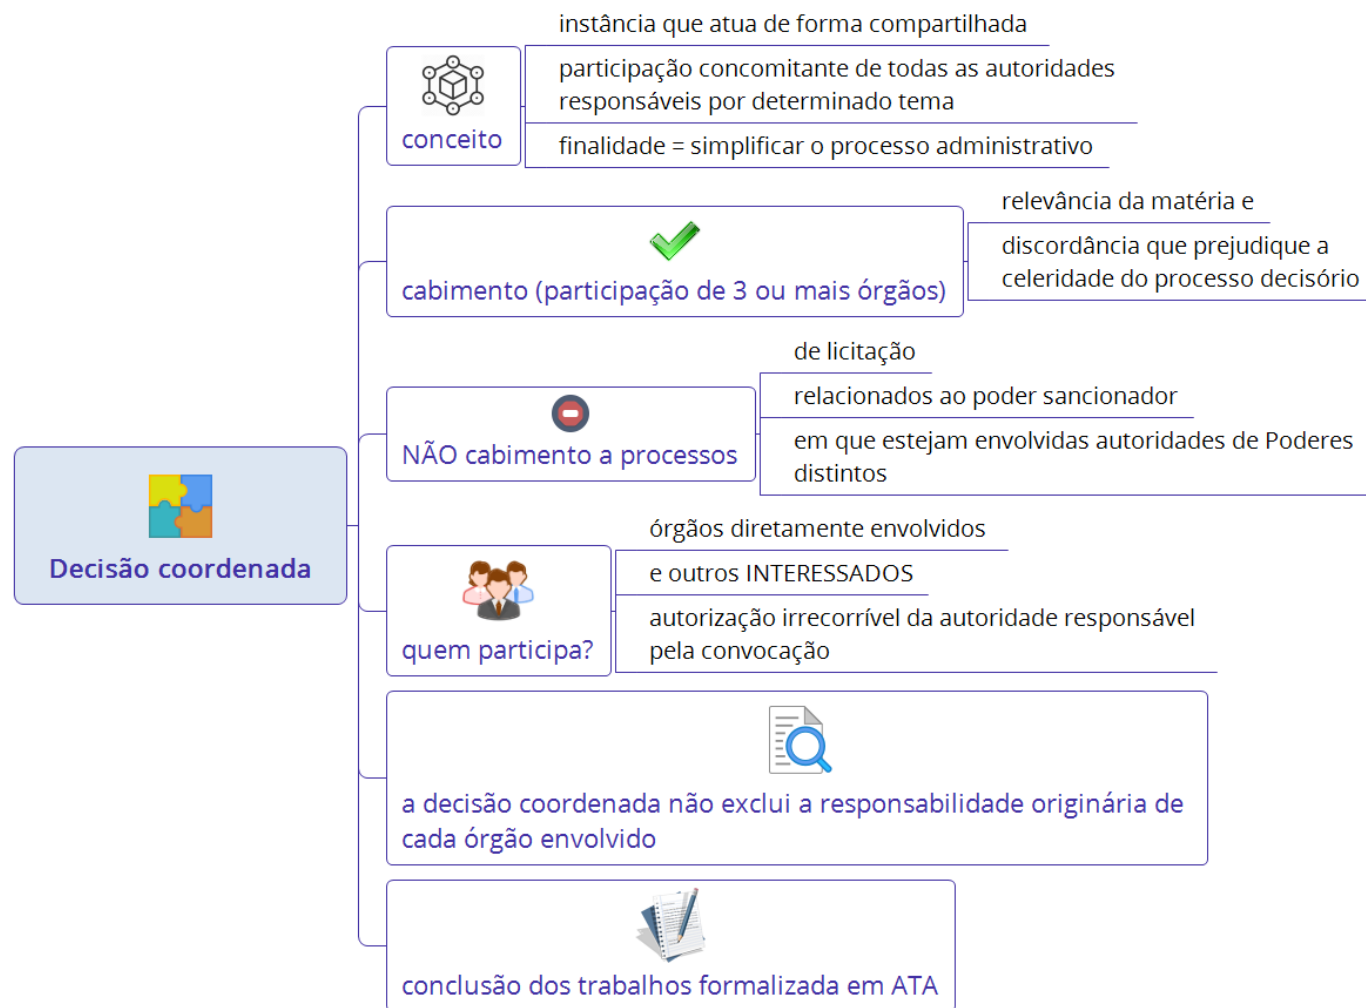 instância que atua de forma compartilhada
participação concomitante de todas as autoridades
responsáveis por determinado tema
conceito
finalidade = simplificar o processo administrativo
relevância da matéria e
discordância que prejudique a
celeridade do processo decisório
cabimento (participação de 3 ou mais órgãos)
de licitação
relacionados ao poder sancionador
em que estejam envolvidas autoridades de Poderes
distintos
NÃO cabimento a processos
órgãos diretamente envolvidos
e outros INTERESSADOS
autorização irrecorrível da autoridade responsável
pela convocação
quem participa?
Decisão coordenada
a decisão coordenada não exclui a responsabilidade originária de
cada órgão envolvido
conclusão dos trabalhos formalizada em ATA